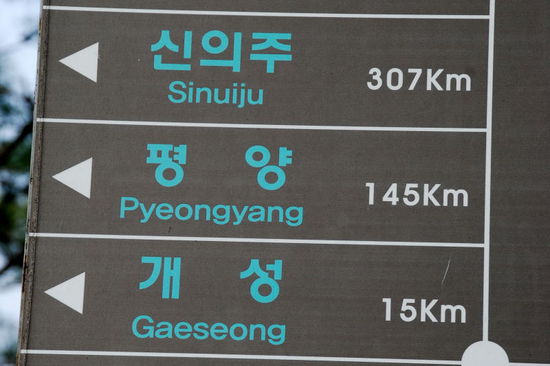 신의주
Sinuiju
307Km
평 양
Pyeongyang
145Km
개 성
Gaeseong
15Km